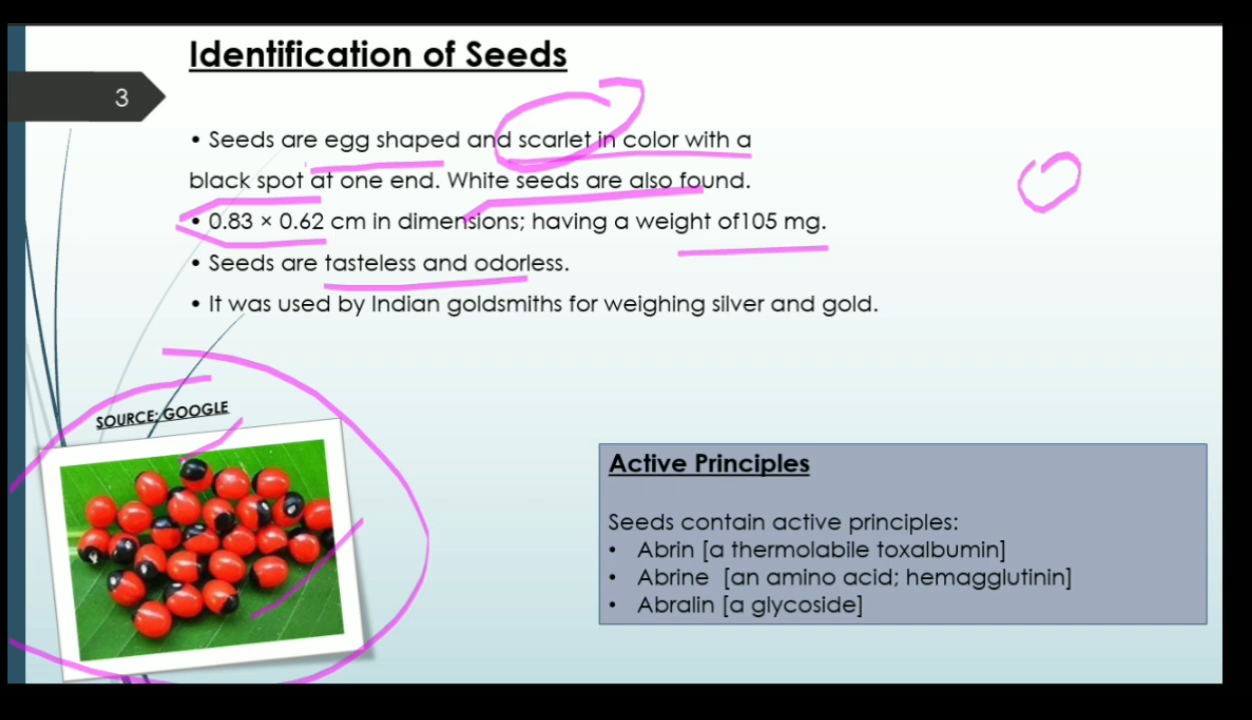 Identification of Seeds
3
• Seeds are egg shaped and scarlet in color with a
black spot at one end. White seeds are also found.
• 0.83 × 0.62 cm in dimensions; having a weight of105 mg.
• Seeds are tasteless and odorless.
• It was used by Indian goldsmiths for weighing silver and gold.
SOURCE: GOOGLE
Active Principles
Seeds contain active principles:
• Abrin [a thermolabile toxalbumin]
• Abrine [an amino acid; hemagglutinin]
• Abralin [a glycoside]